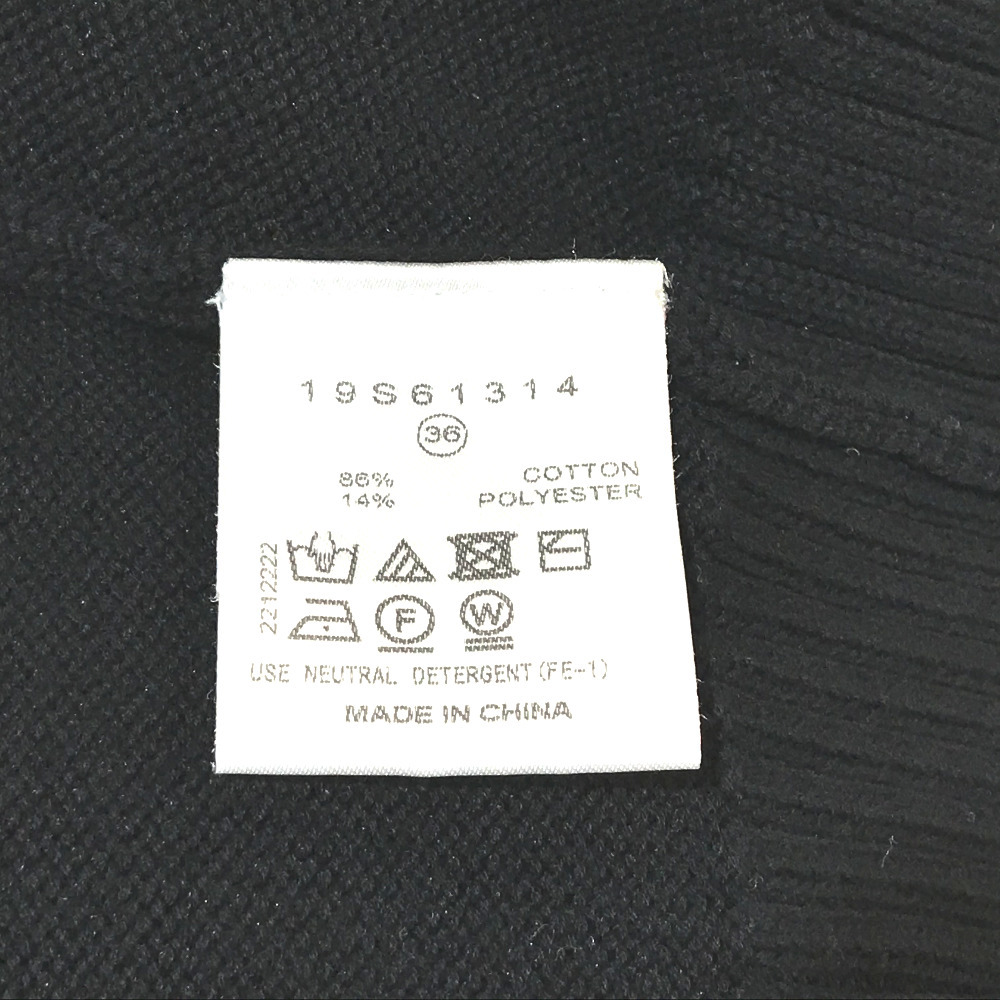 19S61314
36
86% COTTON
14% POLYESTER
2212222
F
W
USE NEUTRAL DETERGENT(FE-1)
MADE IN CHINA